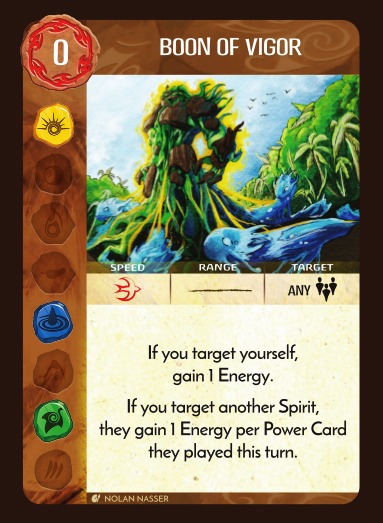 0
BOON OF VIGOR
SPEED RANGE TARGET
ANY
If you target yourself,
gain 1 Energy.
If you target another Spirit,
they gain 1 Energy per Power Card
they played this turn.
NOLAN NASSER